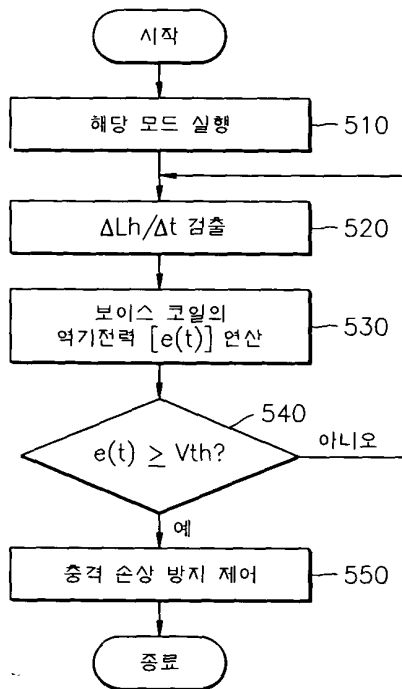 시작
해당 모드 실행
510
ΔLh/Δt 검출
520
보이스 코일의
역기전력 [e(t)] 연산
530
540
e(t) ≥ Vth?
아니오
예
충격 손상 방지 제어
550
종료